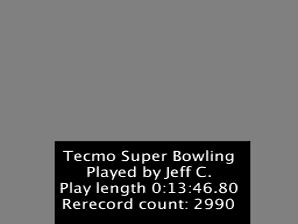 Tecmo Super Bowling
Played by Jeff C.
Play length 0:13:46.80
Rerecord count: 2990